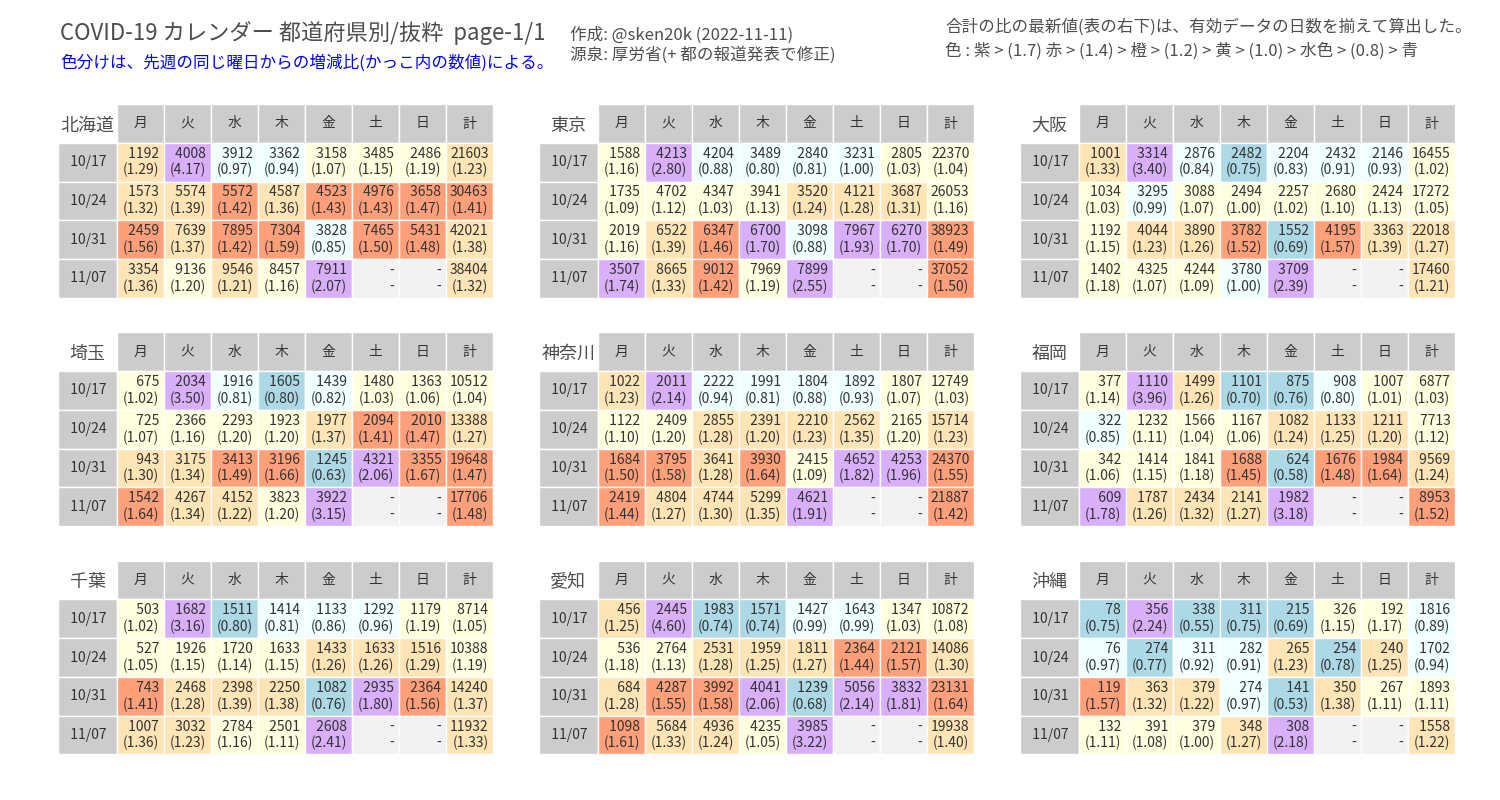 COVID-19 カレンダー 都道府県別/抜粋 page-1/1
作成: @sken20k (2022-11-11)
合計の比の最新値(表の右下)は、有効データの日数を揃えて算出した。
色分けは、先週の同じ曜日からの増減比(かっこ内の数値)による。
源泉: 厚労省(+ 都の報道発表で修正)
色 : 紫 > (1.7) 赤 > (1.4) > 橙 > (1.2) > 黄 > (1.0) > 水色 > (0.8) > 青
北海道 月 火 水 木 金 土 日 計
10/17 1192 4008 3912 3362 3158 3485 2486 21603
(1.29) (4.17) (0.97) (0.94) (1.07) (1.15) (1.19) (1.23)
10/24 1573 5574 5572 4587 4523 4976 3658 30463
(1.32) (1.39) (1.42) (1.36) (1.43) (1.43) (1.47) (1.41)
10/31 2459 7639 7895 7304 3828 7465 5431 42021
(1.56) (1.37) (1.42) (1.59) (0.85) (1.50) (1.48) (1.38)
11/07 3354 9136 9546 8457 7911 - - 38404
(1.36) (1.20) (1.21) (1.16) (2.07) - - (1.32)
東京 月 火 水 木 金 土 日 計
10/17 1588 4213 4204 3489 2840 3231 2805 22370
(1.16) (2.80) (0.88) (0.80) (0.81) (1.00) (1.03) (1.04)
10/24 1735 4702 4347 3941 3520 4121 3687 26053
(1.09) (1.12) (1.03) (1.13) (1.24) (1.28) (1.31) (1.16)
10/31 2019 6522 6347 6700 3098 7967 6270 38923
(1.16) (1.39) (1.46) (1.70) (0.88) (1.93) (1.70) (1.49)
11/07 3507 8665 9012 7969 7899 - - 37052
(1.74) (1.33) (1.42) (1.19) (2.55) - - (1.50)
大阪 月 火 水 木 金 土 日 計
10/17 1001 3314 2876 2482 2204 2432 2146 16455
(1.33) (3.40) (0.84) (0.75) (0.83) (0.91) (0.93) (1.02)
10/24 1034 3295 3088 2494 2257 2680 2424 17272
(1.03) (0.99) (1.07) (1.00) (1.02) (1.10) (1.13) (1.05)
10/31 1192 4044 3890 3782 1552 4195 3363 22018
(1.15) (1.23) (1.26) (1.52) (0.69) (1.57) (1.39) (1.27)
11/07 1402 4325 4244 3780 3709 - - 17460
(1.18) (1.07) (1.09) (1.00) (2.39) - - (1.21)
埼玉 月 火 水 木 金 土 日 計
10/17 675 2034 1916 1605 1439 1480 1363 10512
(1.02) (3.50) (0.81) (0.80) (0.82) (1.03) (1.06) (1.04)
10/24 725 2366 2293 1923 1977 2094 2010 13388
(1.07) (1.16) (1.20) (1.20) (1.37) (1.41) (1.47) (1.27)
10/31 943 3175 3413 3196 1245 4321 3355 19648
(1.30) (1.34) (1.49) (1.66) (0.63) (2.06) (1.67) (1.47)
11/07 1542 4267 4152 3823 3922 - - 17706
(1.64) (1.34) (1.22) (1.20) (3.15) - - (1.48)
神奈川 月 火 水 木 金 土 日 計
10/17 1022 2011 2222 1991 1804 1892 1807 12749
(1.23) (2.14) (0.94) (0.81) (0.88) (0.93) (1.07) (1.03)
10/24 1122 2409 2855 2391 2210 2562 2165 15714
(1.10) (1.20) (1.28) (1.20) (1.23) (1.35) (1.20) (1.23)
10/31 1684 3795 3641 3930 2415 4652 4253 24370
(1.50) (1.58) (1.28) (1.64) (1.09) (1.82) (1.96) (1.55)
11/07 2419 4804 4744 5299 4621 - - 21887
(1.44) (1.27) (1.30) (1.35) (1.91) - - (1.42)
福岡 月 火 水 木 金 土 日 計
10/17 377 1110 1499 1101 875 908 1007 6877
(1.14) (3.96) (1.26) (0.70) (0.76) (0.80) (1.01) (1.03)
10/24 322 1232 1566 1167 1082 1133 1211 7713
(0.85) (1.11) (1.04) (1.06) (1.24) (1.25) (1.20) (1.12)
10/31 342 1414 1841 1688 624 1676 1984 9569
(1.06) (1.15) (1.18) (1.45) (0.58) (1.48) (1.64) (1.24)
11/07 609 1787 2434 2141 1982 - - 8953
(1.78) (1.26) (1.32) (1.27) (3.18) - - (1.52)
千葉 月 火 水 木 金 土 日 計
10/17 503 1682 1511 1414 1133 1292 1179 8714
(1.02) (3.16) (0.80) (0.81) (0.86) (0.96) (1.19) (1.05)
10/24 527 1926 1720 1633 1433 1633 1516 10388
(1.05) (1.15) (1.14) (1.15) (1.26) (1.26) (1.29) (1.19)
10/31 743 2468 2398 2250 1082 2935 2364 14240
(1.41) (1.28) (1.39) (1.38) (0.76) (1.80) (1.56) (1.37)
11/07 1007 3032 2784 2501 2608 - - 11932
(1.36) (1.23) (1.16) (1.11) (2.41) - - (1.33)
愛知 月 火 水 木 金 土 日 計
10/17 456 2445 1983 1571 1427 1643 1347 10872
(1.25) (4.60) (0.74) (0.74) (0.99) (0.99) (1.03) (1.08)
10/24 536 2764 2531 1959 1811 2364 2121 14086
(1.18) (1.13) (1.28) (1.25) (1.27) (1.44) (1.57) (1.30)
10/31 684 4287 3992 4041 1239 5056 3832 23131
(1.28) (1.55) (1.58) (2.06) (0.68) (2.14) (1.81) (1.64)
11/07 1098 5684 4936 4235 3985 - - 19938
(1.61) (1.33) (1.24) (1.05) (3.22) - - (1.40)
沖縄 月 火 水 木 金 土 日 計
10/17 78 356 338 311 215 326 192 1816
(0.75) (2.24) (0.55) (0.75) (0.69) (1.15) (1.17) (0.89)
10/24 76 274 311 282 265 254 240 1702
(0.97) (0.77) (0.92) (0.91) (1.23) (0.78) (1.25) (0.94)
10/31 119 363 379 274 141 350 267 1893
(1.57) (1.32) (1.22) (0.97) (0.53) (1.38) (1.11) (1.11)
11/07 132 391 379 348 308 - - 1558
(1.11) (1.08) (1.00) (1.27) (2.18) - - (1.22)